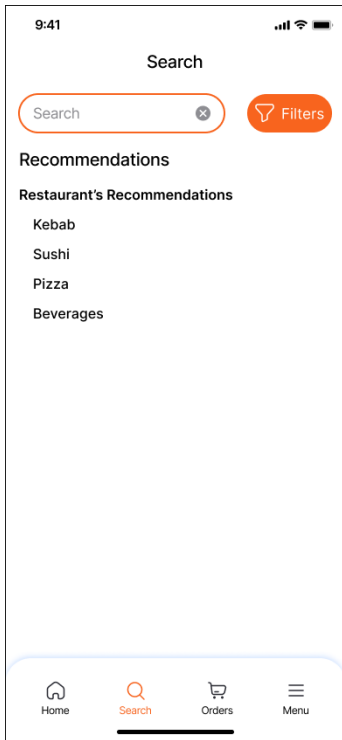 9:41
Search
Search
Filters
Recommendations
Restaurant's Recommendations
Kebab
Sushi
Pizza
Beverages
Home
Search
Orders
Menu